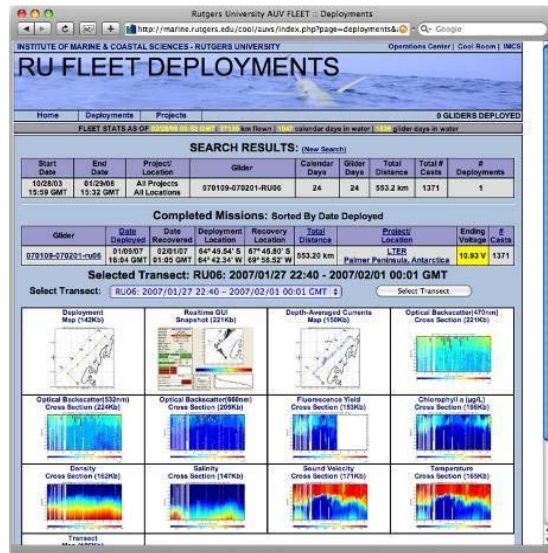 Rutgers University AUV FLEET :: Deployments
http://marine.rutgers.edu/cool/auvs/index.php?page=deployments&
Google
INSTITUTE OF MARINE & COASTAL SCIENCES - RUTGERS UNIVERSITY
Operations Center | Cool Room | IMCS
RU FLEET DEPLOYMENTS
Home Deployments Projects 0 GLIDERS DEPLOYED
FLEET STATS AS OF km flown | calendar days in water | glider days in water
SEARCH RESULTS: (New Search)
Start Date End Date Project/ Location Glider Calendar Days Glider Days Total Distance Total # Casts # Deployments
10/28/03 15:59 GMT 01/29/08 15:32 GMT All Projects All Locations 070109-070201-RU06 24 24 553.2 km 1371 1
Completed Missions: Sorted By Date Deployed
Glider Date Deployed Date Recovered Deployment Location Recovery Location Total Distance Project/ Location Ending Voltage # Casts
070109-070201-ru06 01/09/07 18:04 GMT 02/01/07 01:05 GMT 64° 49.54' S 64° 42.34' W 67° 45.80' S 69° 58.52' W 553.20 km LTER Palmer Peninsula, Antarctica 10.93 V 1371
Selected Transect: RU06: 2007/01/27 22:40 - 2007/02/01 00:01 GMT
Select Transect: RU06: 2007/01/27 22:40 - 2007/02/01 00:01 GMT Select Transect
Deployment Map (142Kb)
Realtime GUI Snapshot (221Kb)
Depth-Averaged Currents Map (150Kb)
Optical Backscatter(470nm) Cross Section (221Kb)
Optical Backscatter(532nm) Cross Section (224Kb)
Optical Backscatter(660nm) Cross Section (205Kb)
Fluorescence Yield Cross Section (153Kb)
Chlorophyll a (µg/L) Cross Section (186Kb)
Density Cross Section (162Kb)
Salinity Cross Section (147Kb)
Sound Velocity Cross Section (171Kb)
Temperature Cross Section (165Kb)
Transect